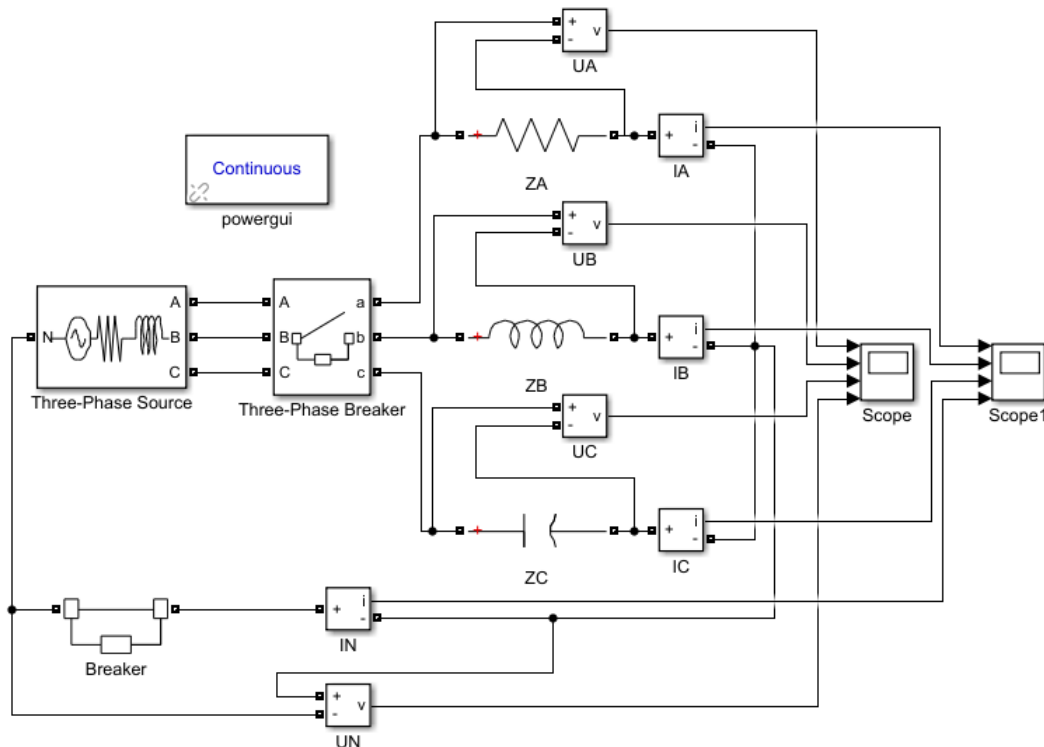 +
-
v
UA
+
i
-
ZA
IA
Continuous
powergui
+
-
v
UB
N
A
B
C
A
B
C
a
b
c
+
i
-
ZB
IB
Three-Phase Source
Three-Phase Breaker
+
-
v
UC
Scope
Scope1
+
i
-
ZC
IC
+
i
-
IN
Breaker
+
-
v
UN